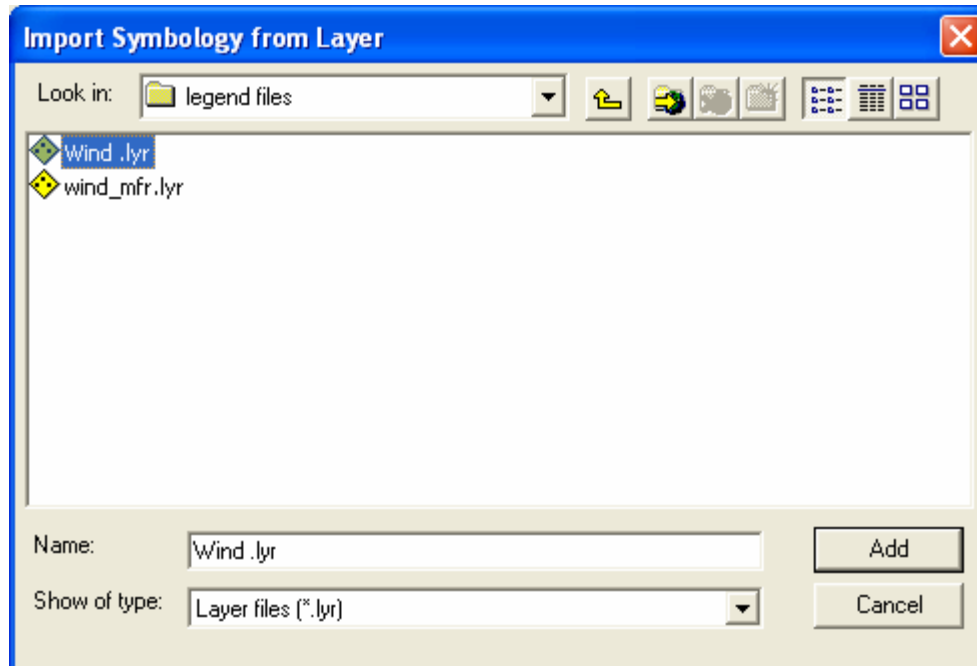 Import Symbology from Layer
Look in: legend files
Wind .lyr
wind_mfr.lyr
Name: Wind .lyr Add
Show of type: Layer files (*.lyr) Cancel